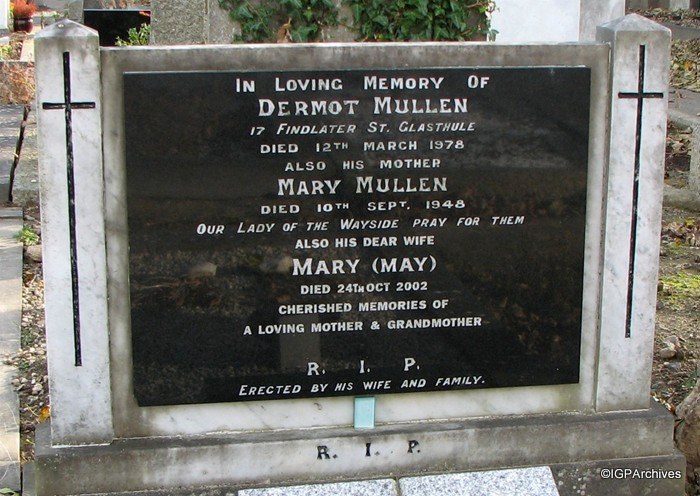 In Loving Memory Of
Dermot Mullen
17 Findlater St. Glasthule
Died 12th March 1978
Also His Mother
Mary Mullen
Died 10th Sept. 1948
Our Lady of the Wayside pray for them
Also his dear wife
Mary (May)
Died 24th Oct 2002
Cherished memories of
a loving mother & grandmother
R. I. P.
Erected by his wife and family.
R. I. P.
©IGPArchives